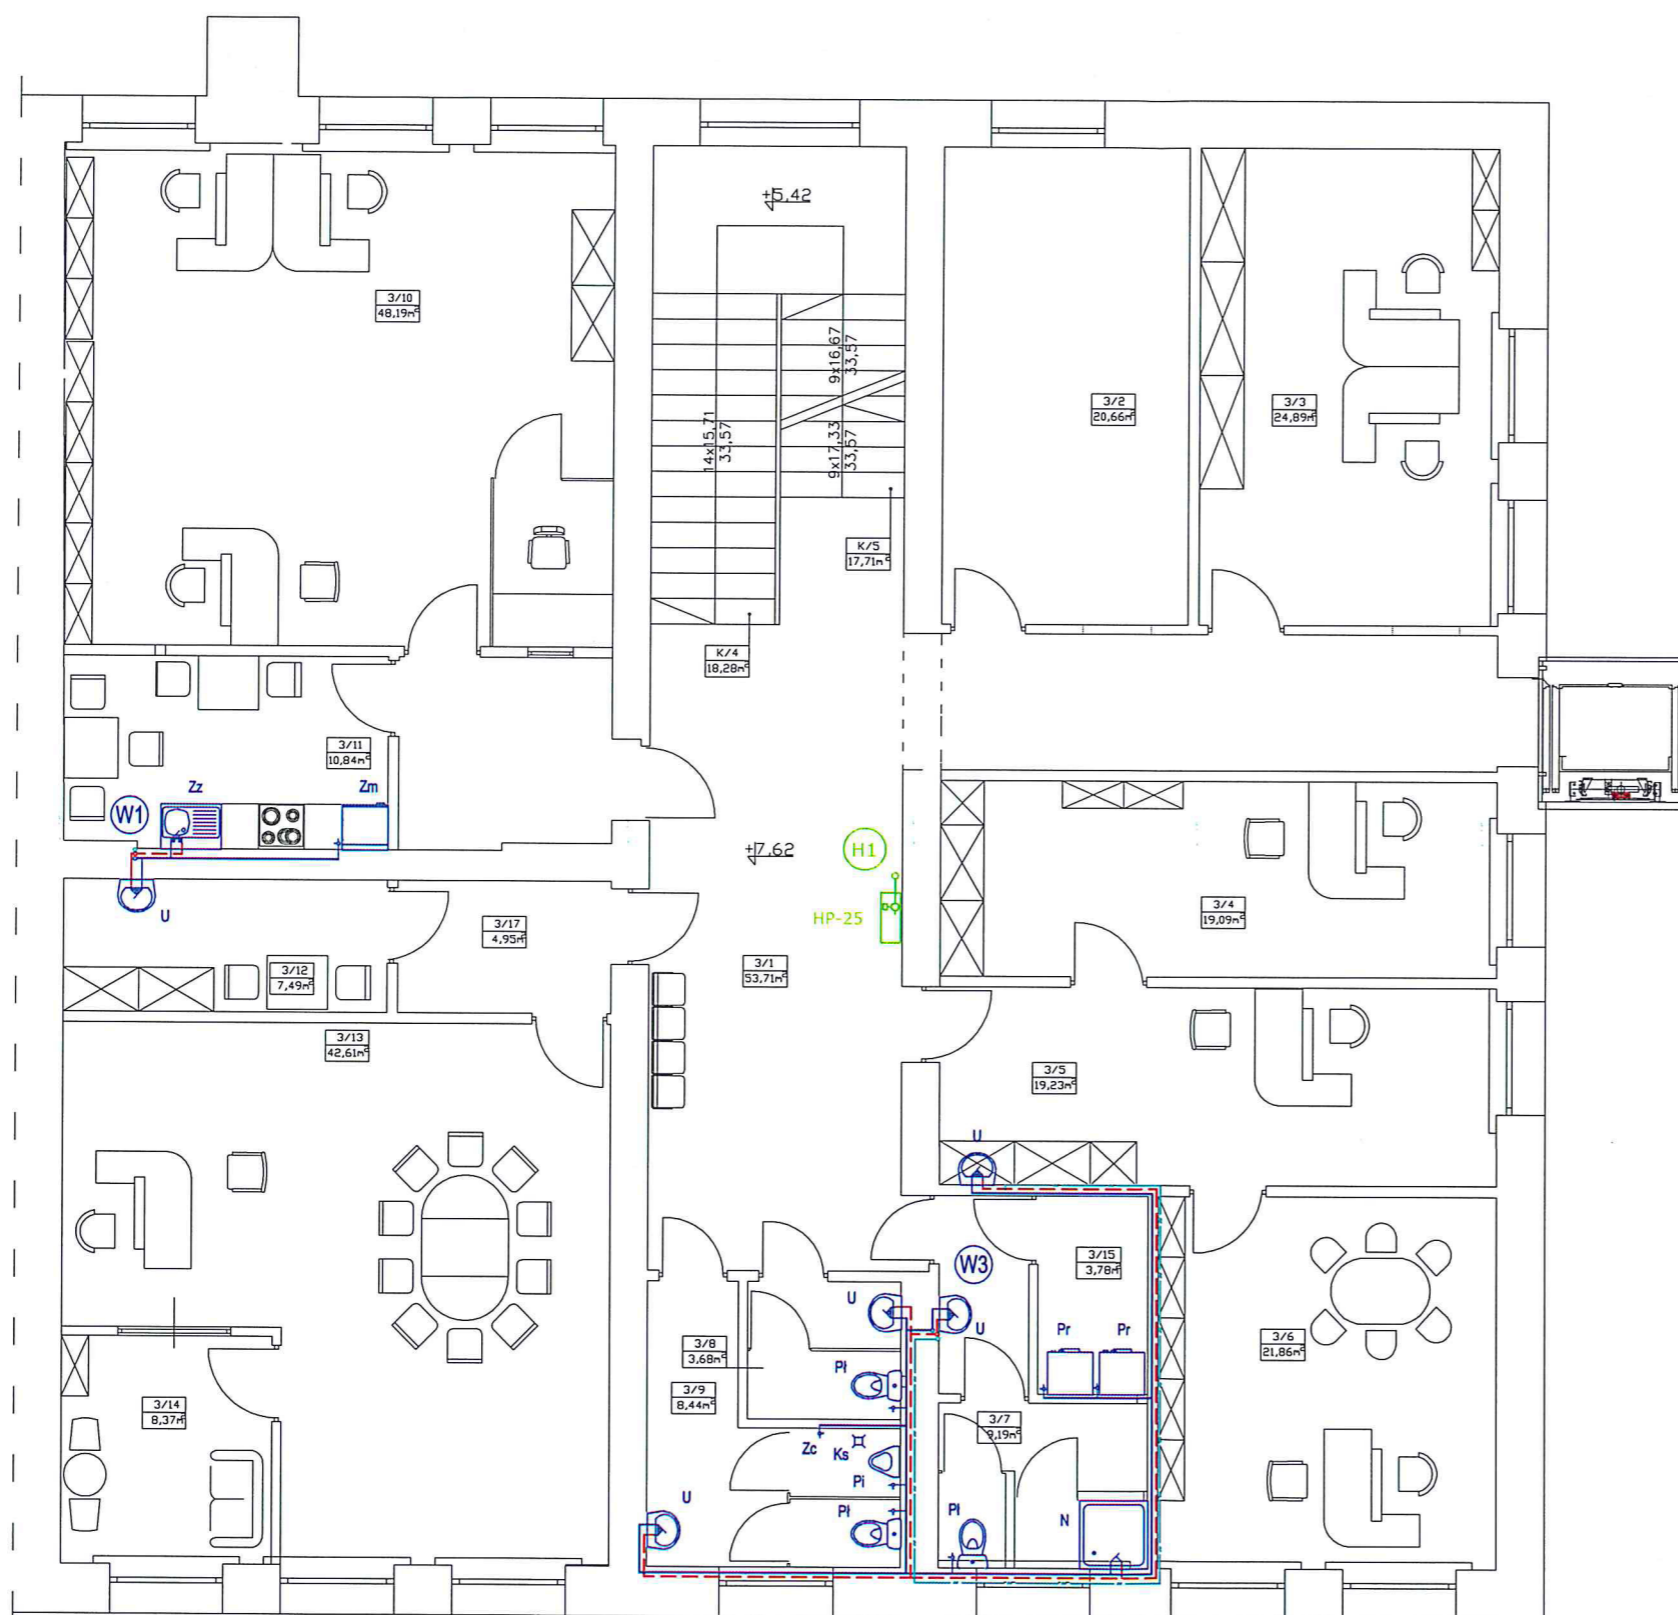 +5,42
3/10
48,19m²
9x16,67
33,57
14x15,71
33,57
9x17,33
33,57
3/2
20,66m²
3/3
24,89m²
K/5
17,71m²
K/4
18,28m²
3/11
10,84m²
Zz
Zm
W1
+7,62
H1
HP-25
U
3/17
4,95m²
3/4
19,09m²
3/12
7,49m²
3/1
53,71m²
3/13
42,61m²
3/5
19,23m²
U
W3
3/15
3,78m²
U
U
Pr
Pr
3/8
3,68m²
3/6
21,86m²
Pł
3/9
8,44m²
3/14
8,37m²
3/7
9,19m²
Zc
Ks
Pi
U
Pł
Pł
N